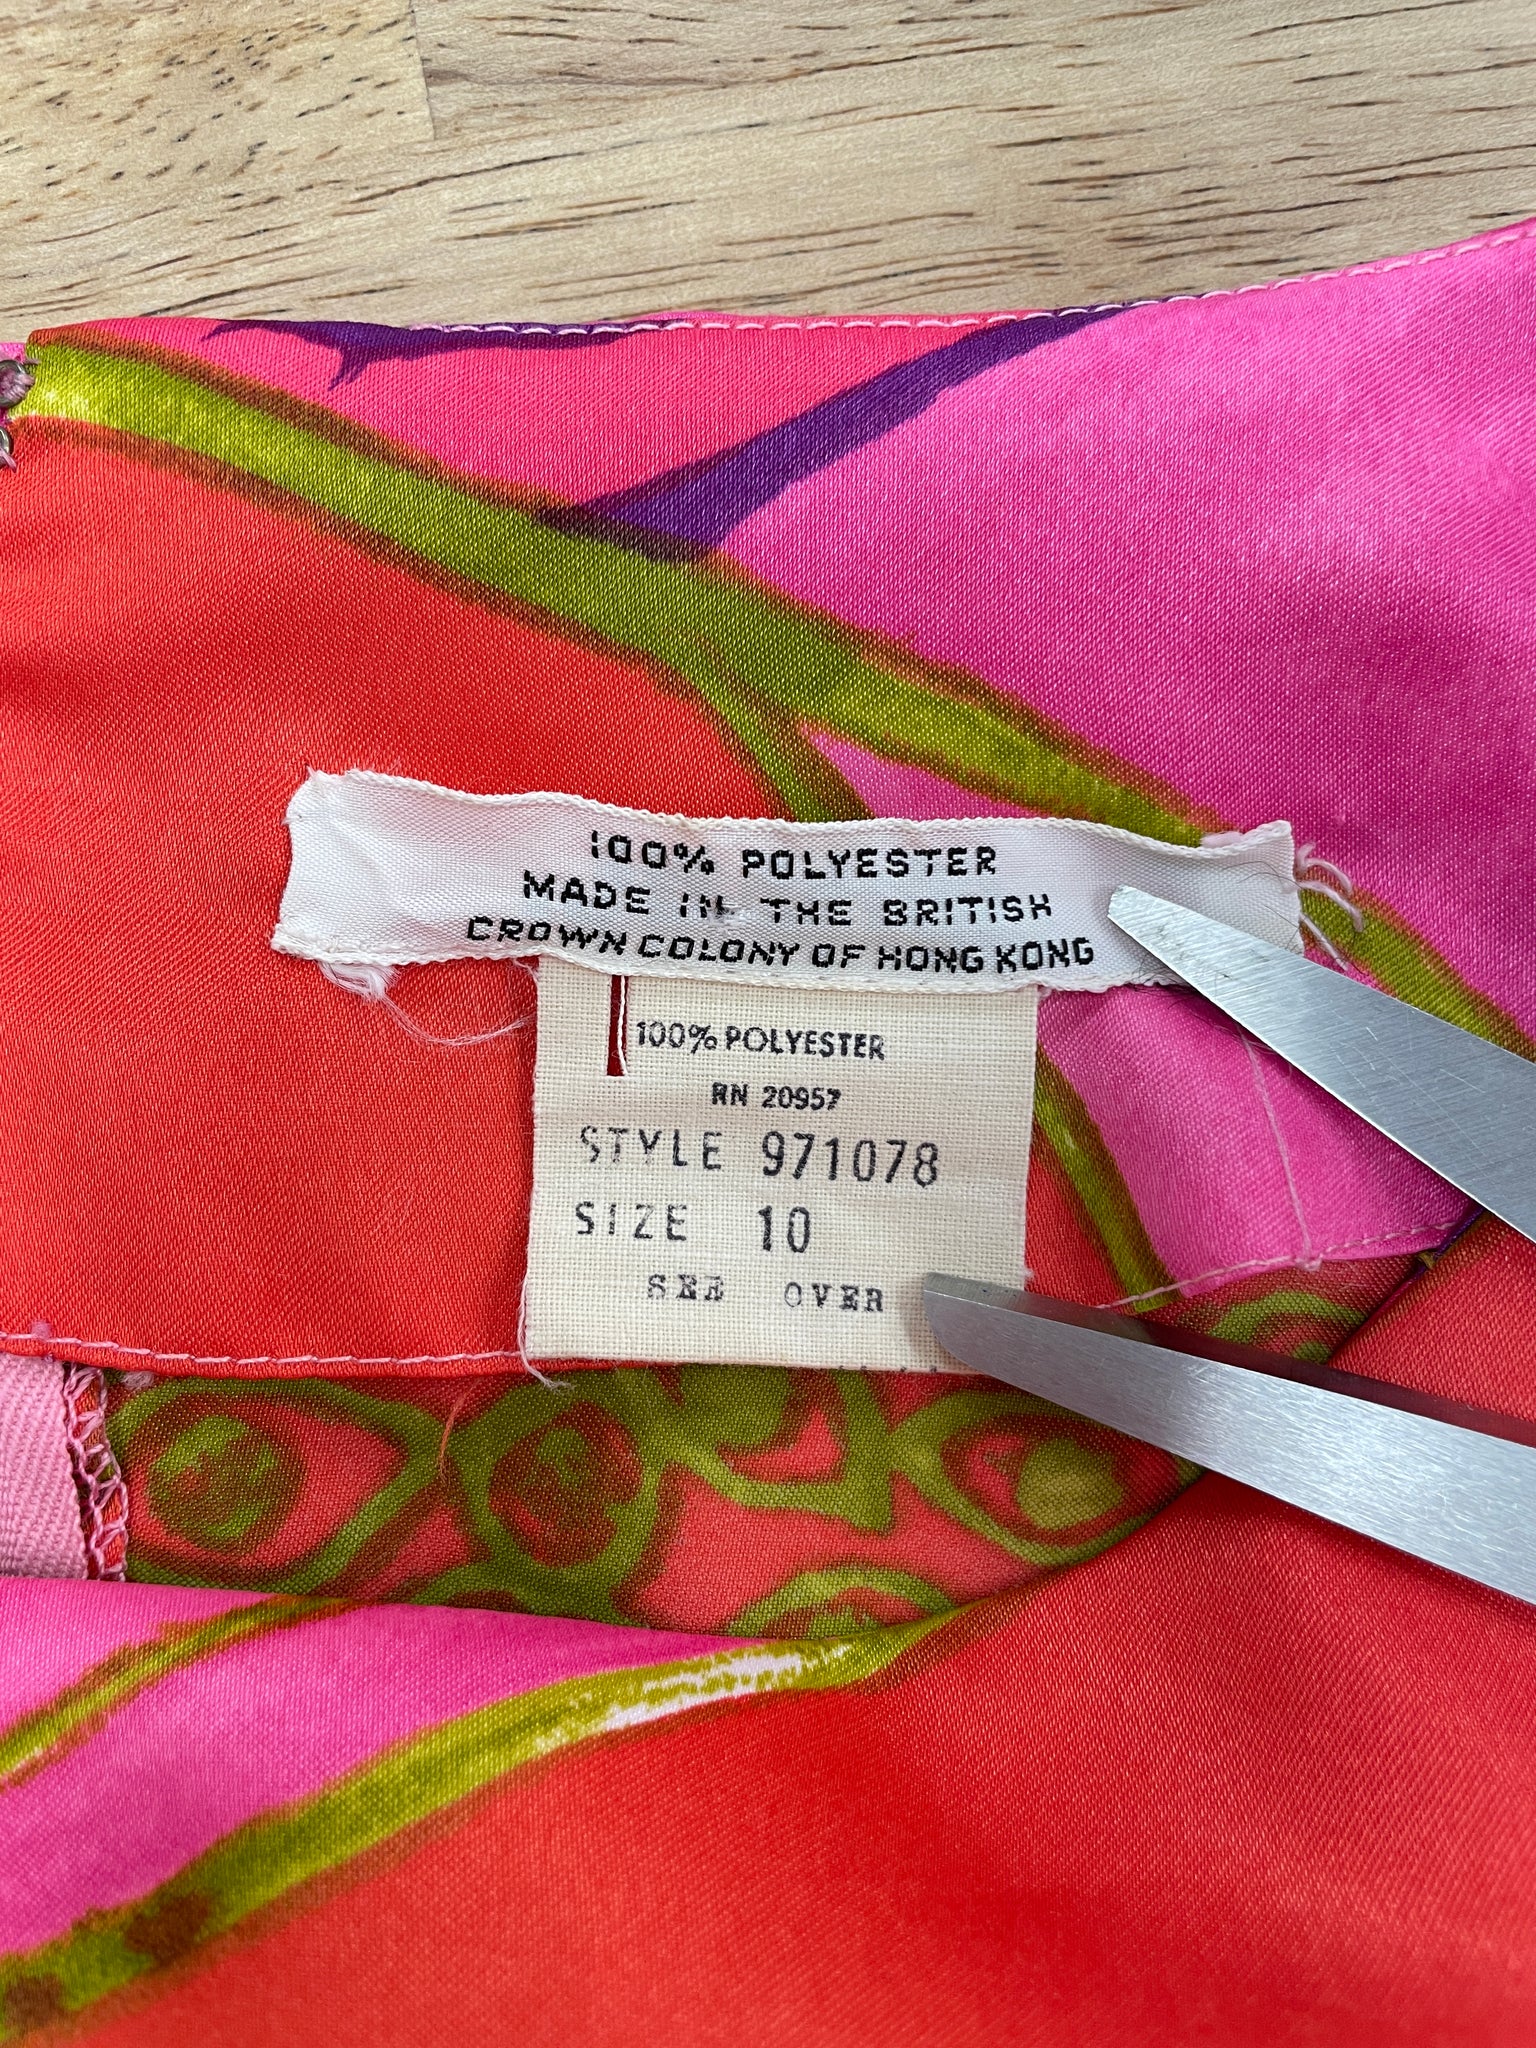 100% POLYESTER
MADE IN THE BRITISH
CROWN COLONY OF HONG KONG
100% POLYESTER
RN 20957
STYLE 971078
SIZE 10
SEE OVER